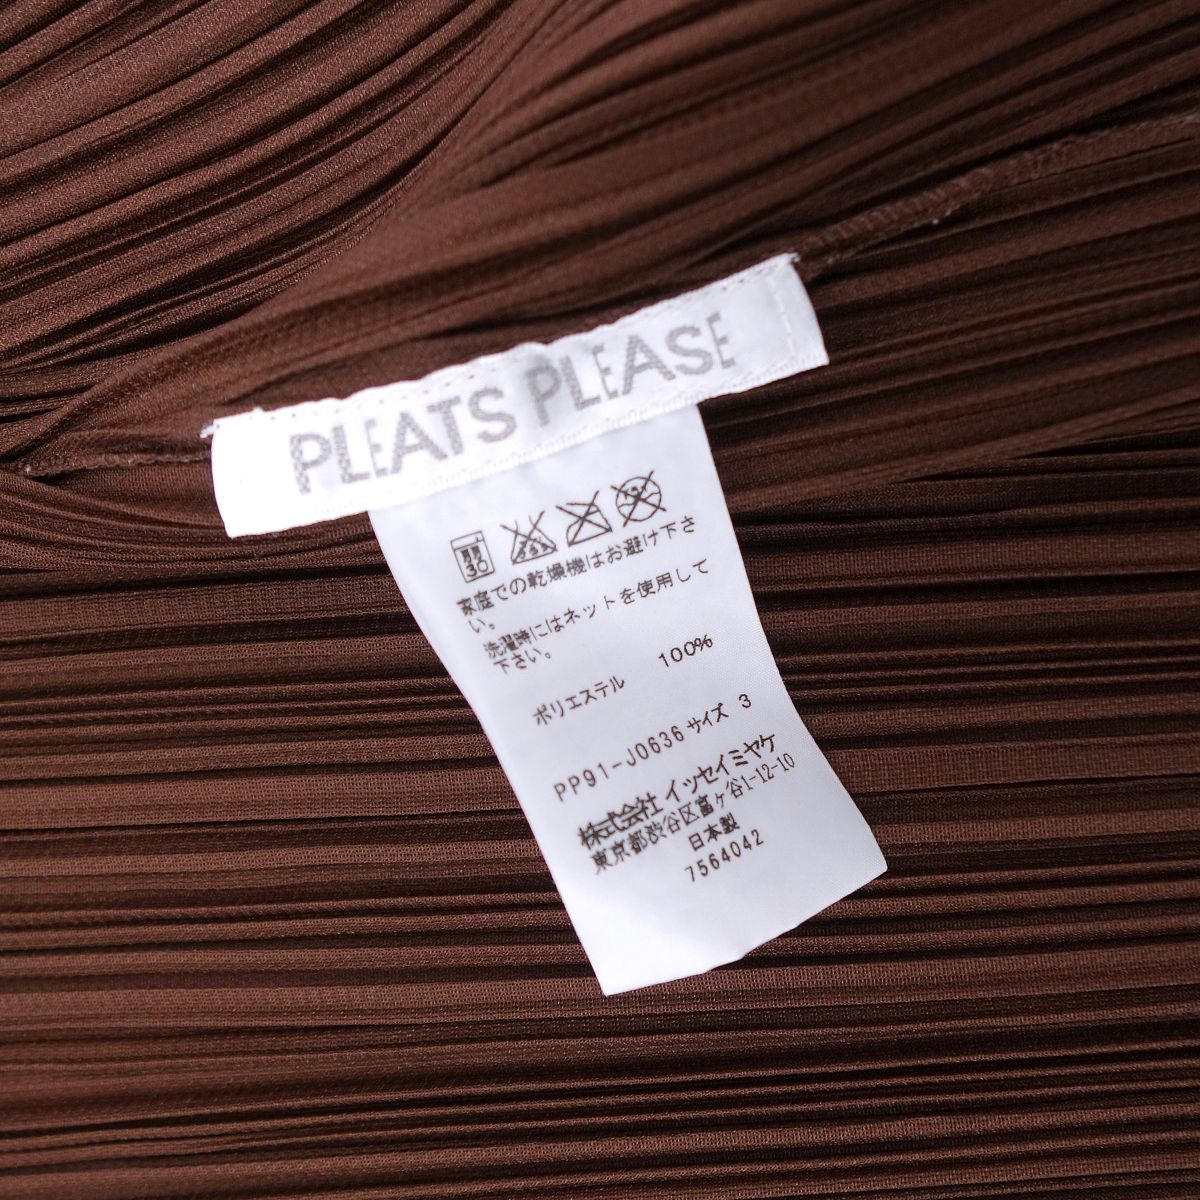 PLEATS PLEASE
家庭での乾燥機はお避け下さ
い。
洗濯時にはネットを使用して
下さい。
ポリエステル 100%
PP91-J0636 サイズ 3
株式会社 イッセイミヤケ
東京都渋谷区富ヶ谷1-12-10
日本製
7564042